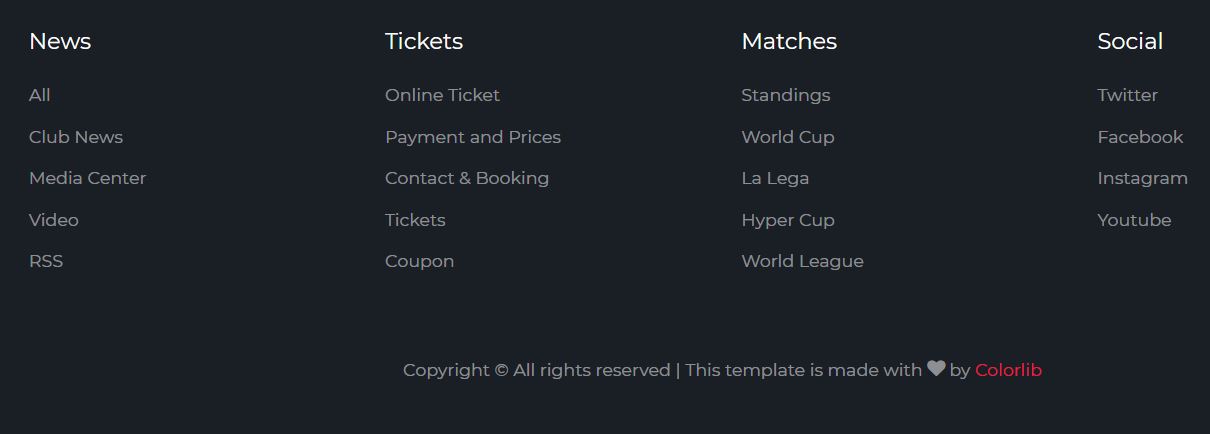 News
All
Club News
Media Center
Video
RSS
Tickets
Online Ticket
Payment and Prices
Contact & Booking
Tickets
Coupon
Matches
Standings
World Cup
La Lega
Hyper Cup
World League
Social
Twitter
Facebook
Instagram
Youtube
Copyright © All rights reserved | This template is made with ♥ by Colorlib